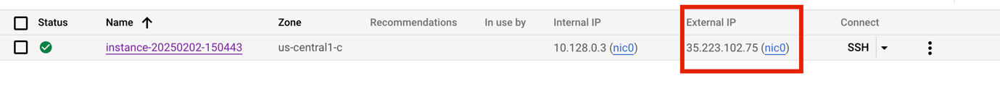 Status Name Zone Recommendations In use by Internal IP External IP Connect
instance-20250202-150443 us-central1-c 10.128.0.3 (nic0) 35.223.102.75 (nic0) SSH